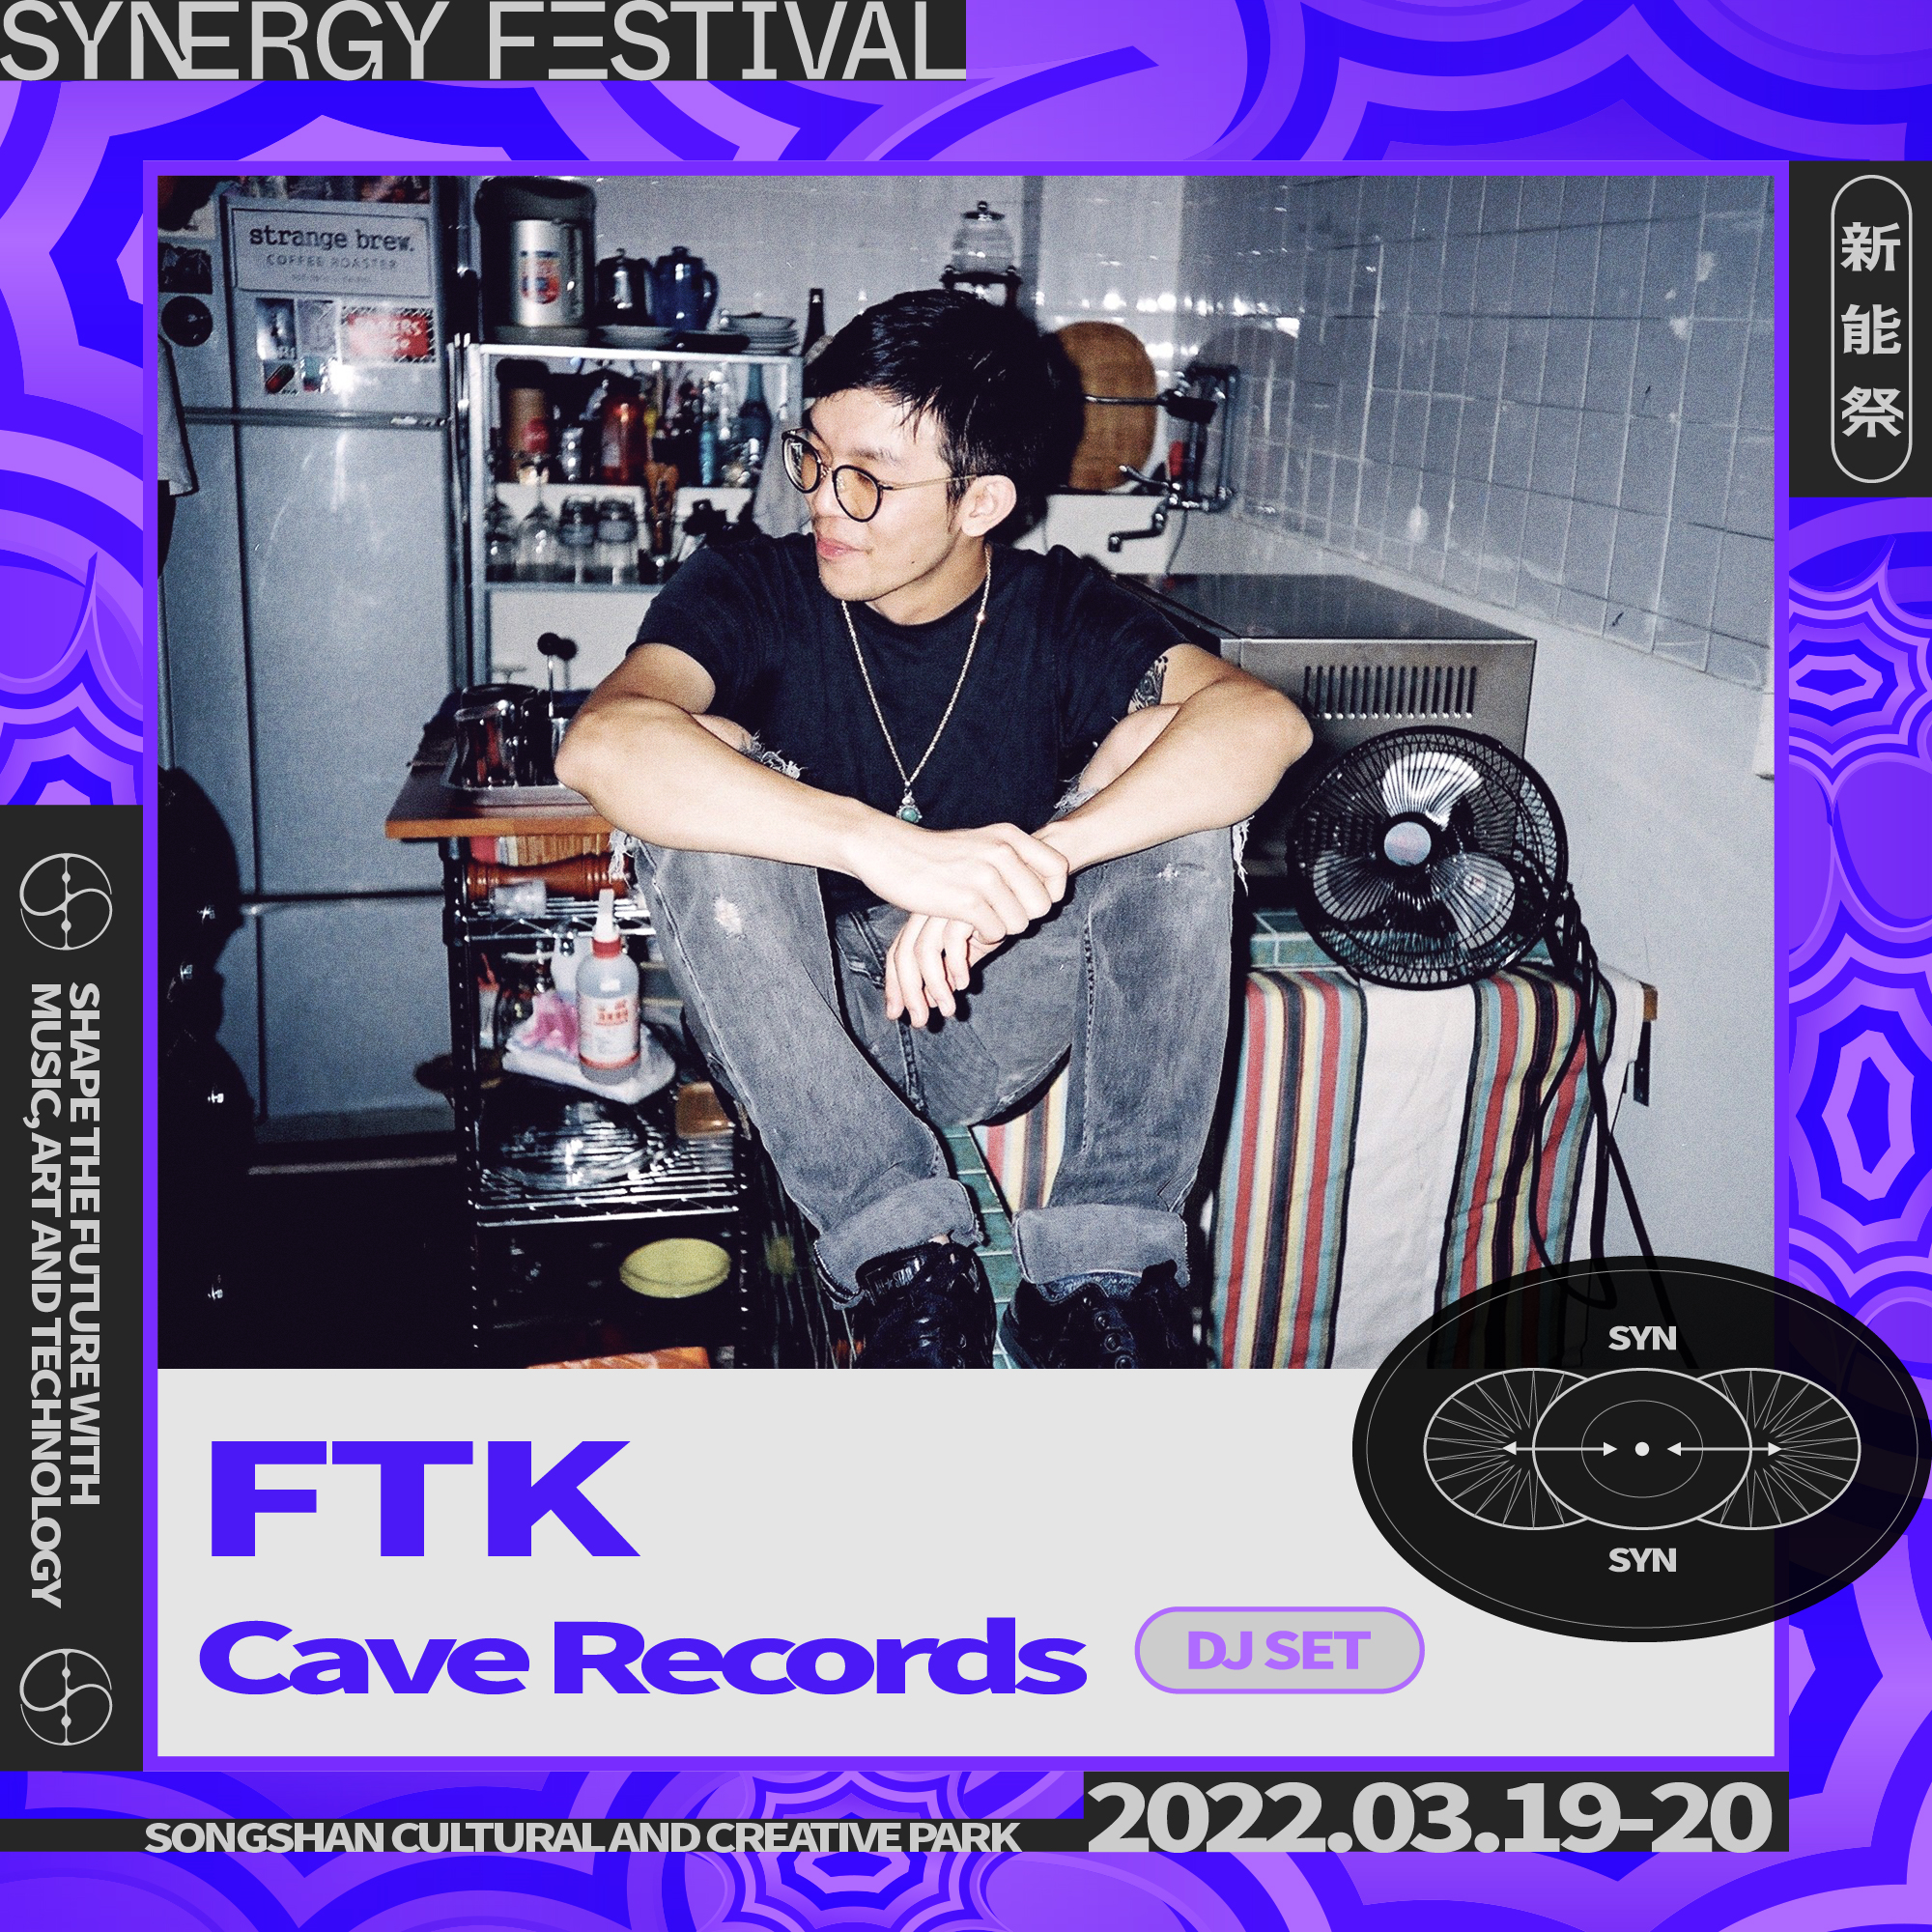 SYNERGY FESTIVAL
新
能
祭
strange brew.
COFFEE ROASTER
SHAPE THE FUTURE WITH
MUSIC, ART AND TECHNOLOGY
SYN
SYN
FTK
Cave Records
DJ SET
SONGSHAN CULTURAL AND CREATIVE PARK
2022.03.19-20